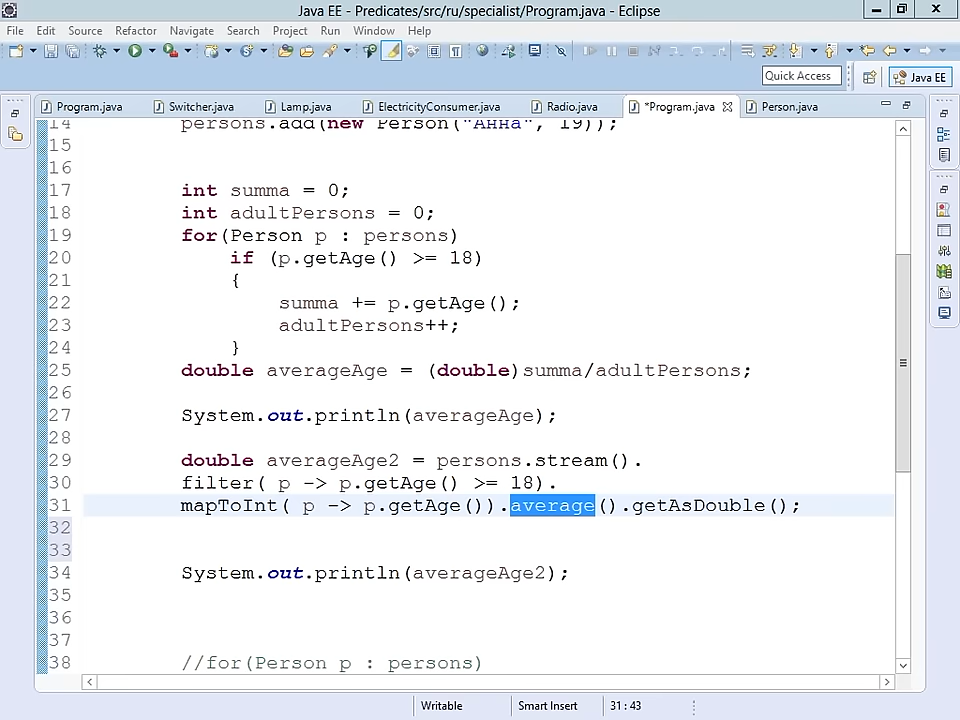 Java EE - Predicates/src/ru/specialist/Program.java - Eclipse
File Edit Source Refactor Navigate Search Project Run Window Help
Quick Access Java EE
Program.java Switcher.java Lamp.java ElectricityConsumer.java Radio.java *Program.java Person.java
14 persons.add(new Person("Анна", 19));
15
16
17 int summa = 0;
18 int adultPersons = 0;
19 for(Person p : persons)
20 if (p.getAge() >= 18)
21 {
22 summa += p.getAge();
23 adultPersons++;
24 }
25 double averageAge = (double)summa/adultPersons;
26
27 System.out.println(averageAge);
28
29 double averageAge2 = persons.stream().
30 filter( p -> p.getAge() >= 18).
31 mapToInt( p -> p.getAge()).average().getAsDouble();
32
33
34 System.out.println(averageAge2);
35
36
37
38 //for(Person p : persons)
Writable Smart Insert 31 : 43